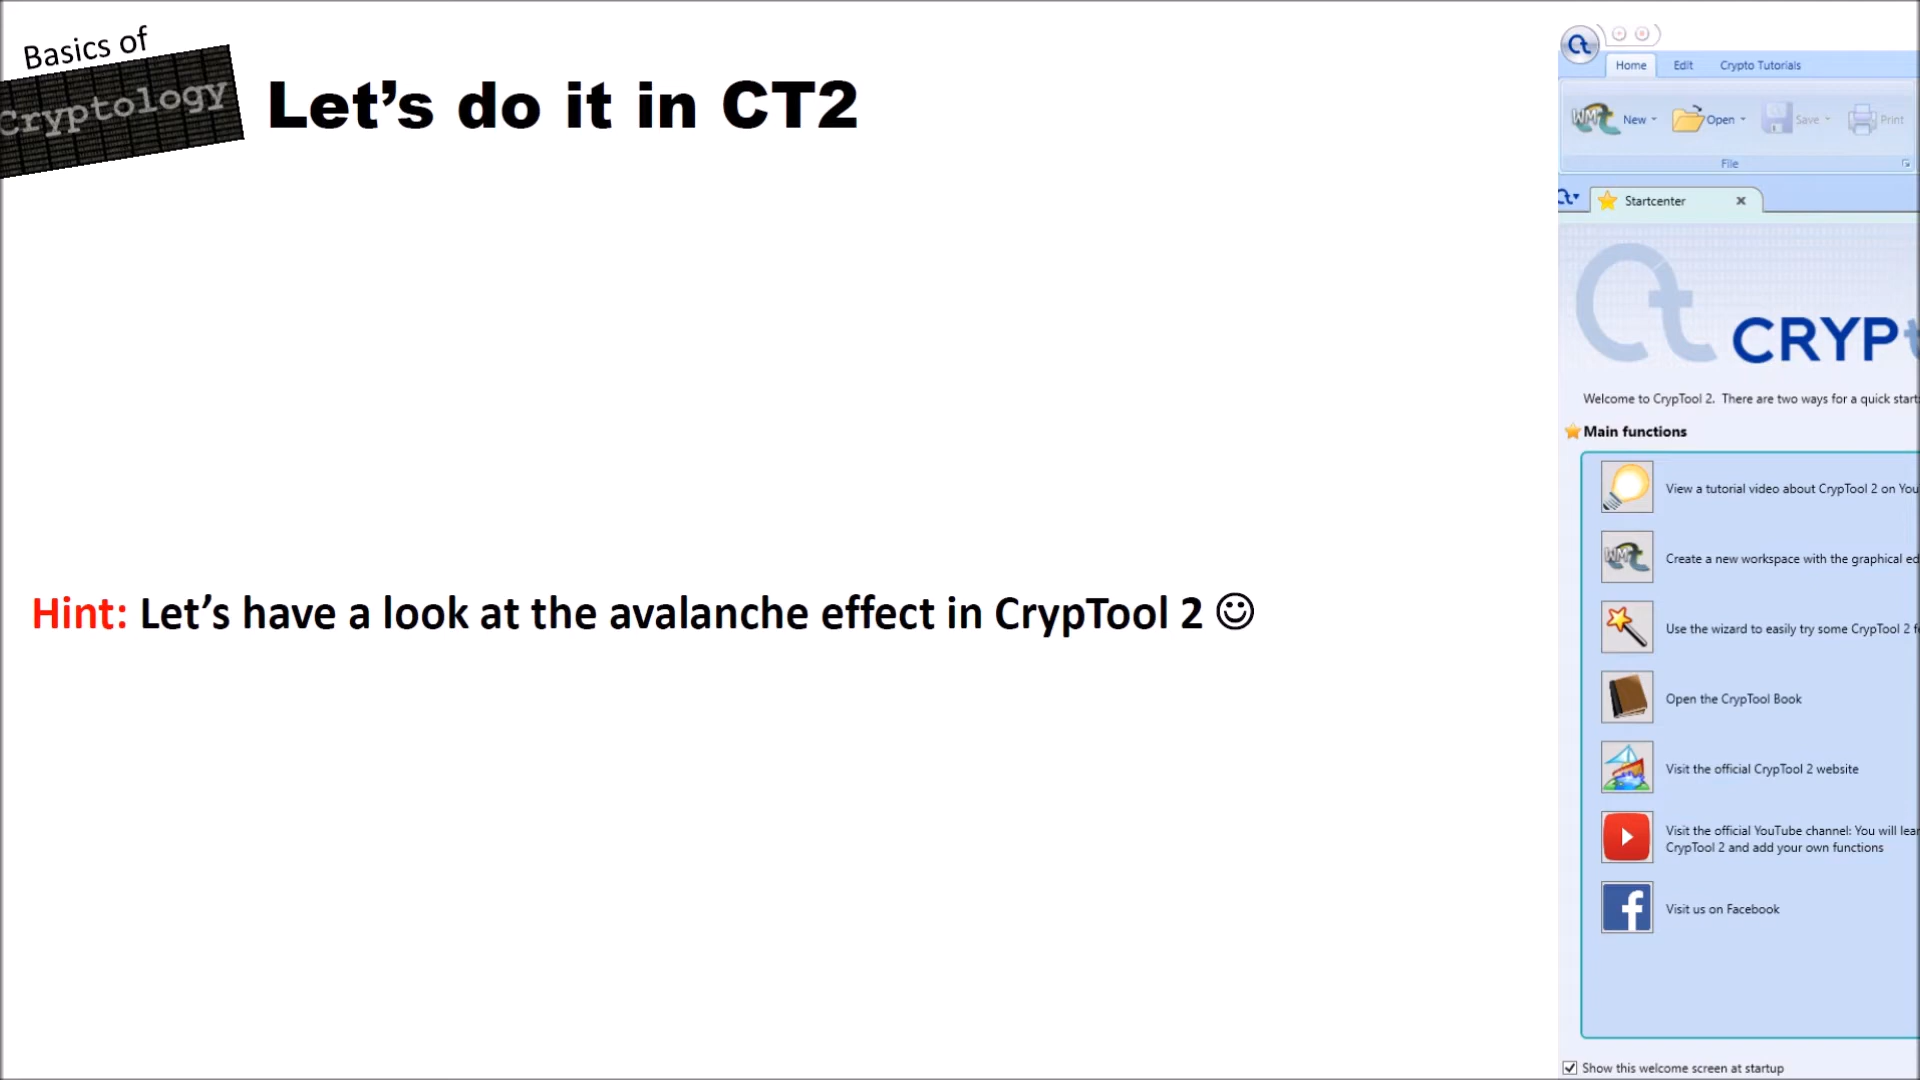 Basics of
Cryptology
Let's do it in CT2
Hint: Let's have a look at the avalanche effect in CrypTool 2 ☺
Home Edit Crypto Tutorials
New Open Save Print
File
Startcenter
CRYP
Welcome to CrypTool 2. There are two ways for a quick start
Main functions
View a tutorial video about CrypTool 2 on You
Create a new workspace with the graphical ed
Use the wizard to easily try some CrypTool 2 f
Open the CrypTool Book
Visit the official CrypTool 2 website
Visit the official YouTube channel: You will lear
CrypTool 2 and add your own functions
Visit us on Facebook
Show this welcome screen at startup